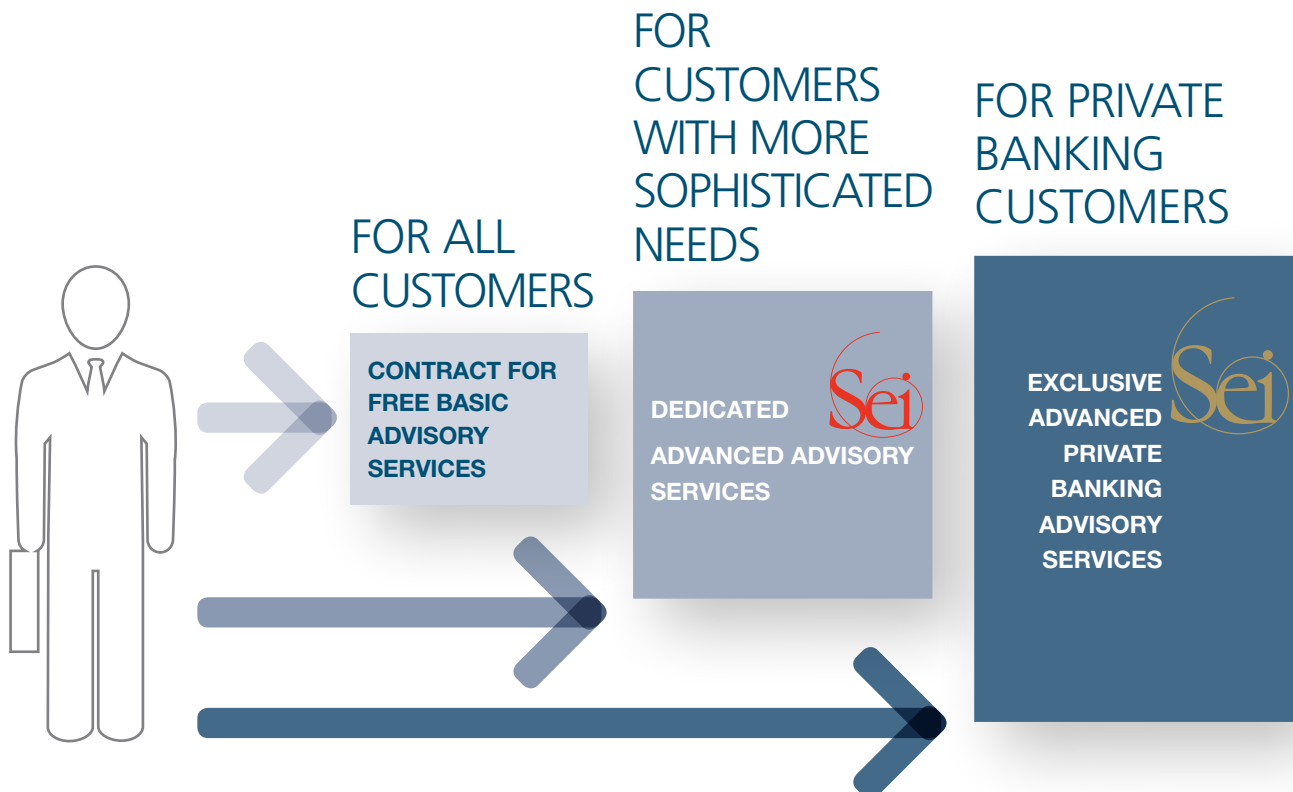 FOR ALL
CUSTOMERS
CONTRACT FOR
FREE BASIC
ADVISORY
SERVICES
FOR
CUSTOMERS
WITH MORE
SOPHISTICATED
NEEDS
Sei
DEDICATED
ADVANCED ADVISORY
SERVICES
FOR PRIVATE
BANKING
CUSTOMERS
Sei
EXCLUSIVE
ADVANCED
PRIVATE
BANKING
ADVISORY
SERVICES